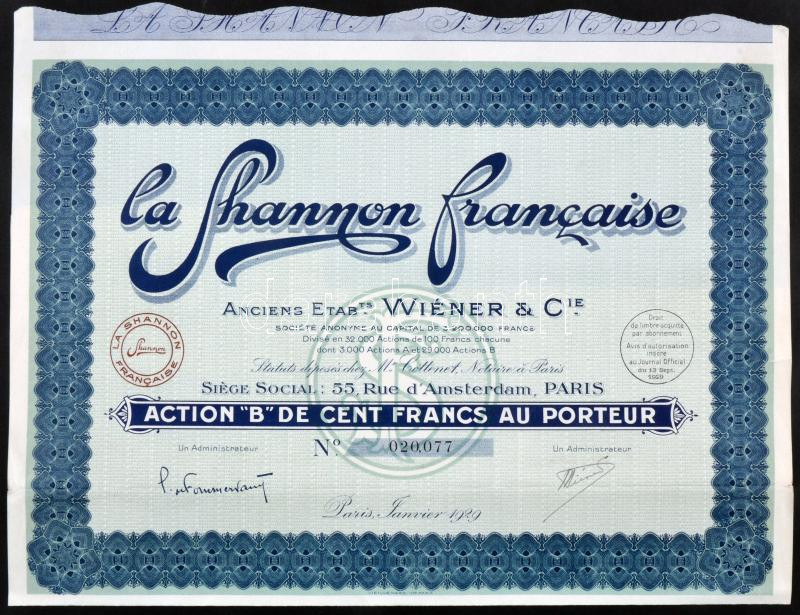 LA SHANNON FRANÇAISE
la Shannon française
ANCIENS ETABTS WIÉNER & CIE
SOCIÉTÉ ANONYME AU CAPITAL DE 3.200.000 FRANCS
Divisé en 32.000 Actions de 100 Francs chacune
dont 3.000 Actions A et 29.000 Actions B
LA SHANNON
Shannon
FRANÇAISE
Droit
de timbre acquitté
par abonnement
Avis d'autorisation
inséré
au Journal Officiel
du 13 Sept.
1929
Statuts déposés chez Me Cottenet, Notaire à Paris
SIÈGE SOCIAL: 55, Rue d'Amsterdam, PARIS
ACTION "B" DE CENT FRANCS AU PORTEUR
Un Administrateur
No 020,077
Un Administrateur
Paris, Janvier 1929